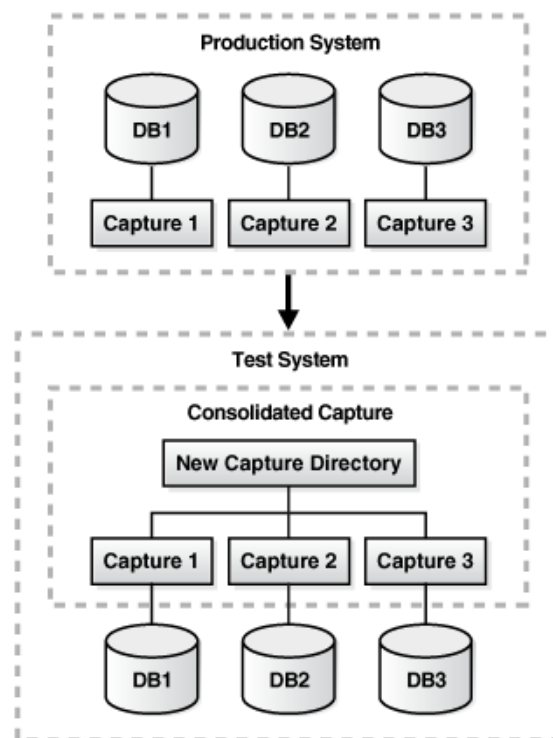 Production System
DB1 DB2 DB3
Capture 1 Capture 2 Capture 3
Test System
Consolidated Capture
New Capture Directory
Capture 1 Capture 2 Capture 3
DB1 DB2 DB3